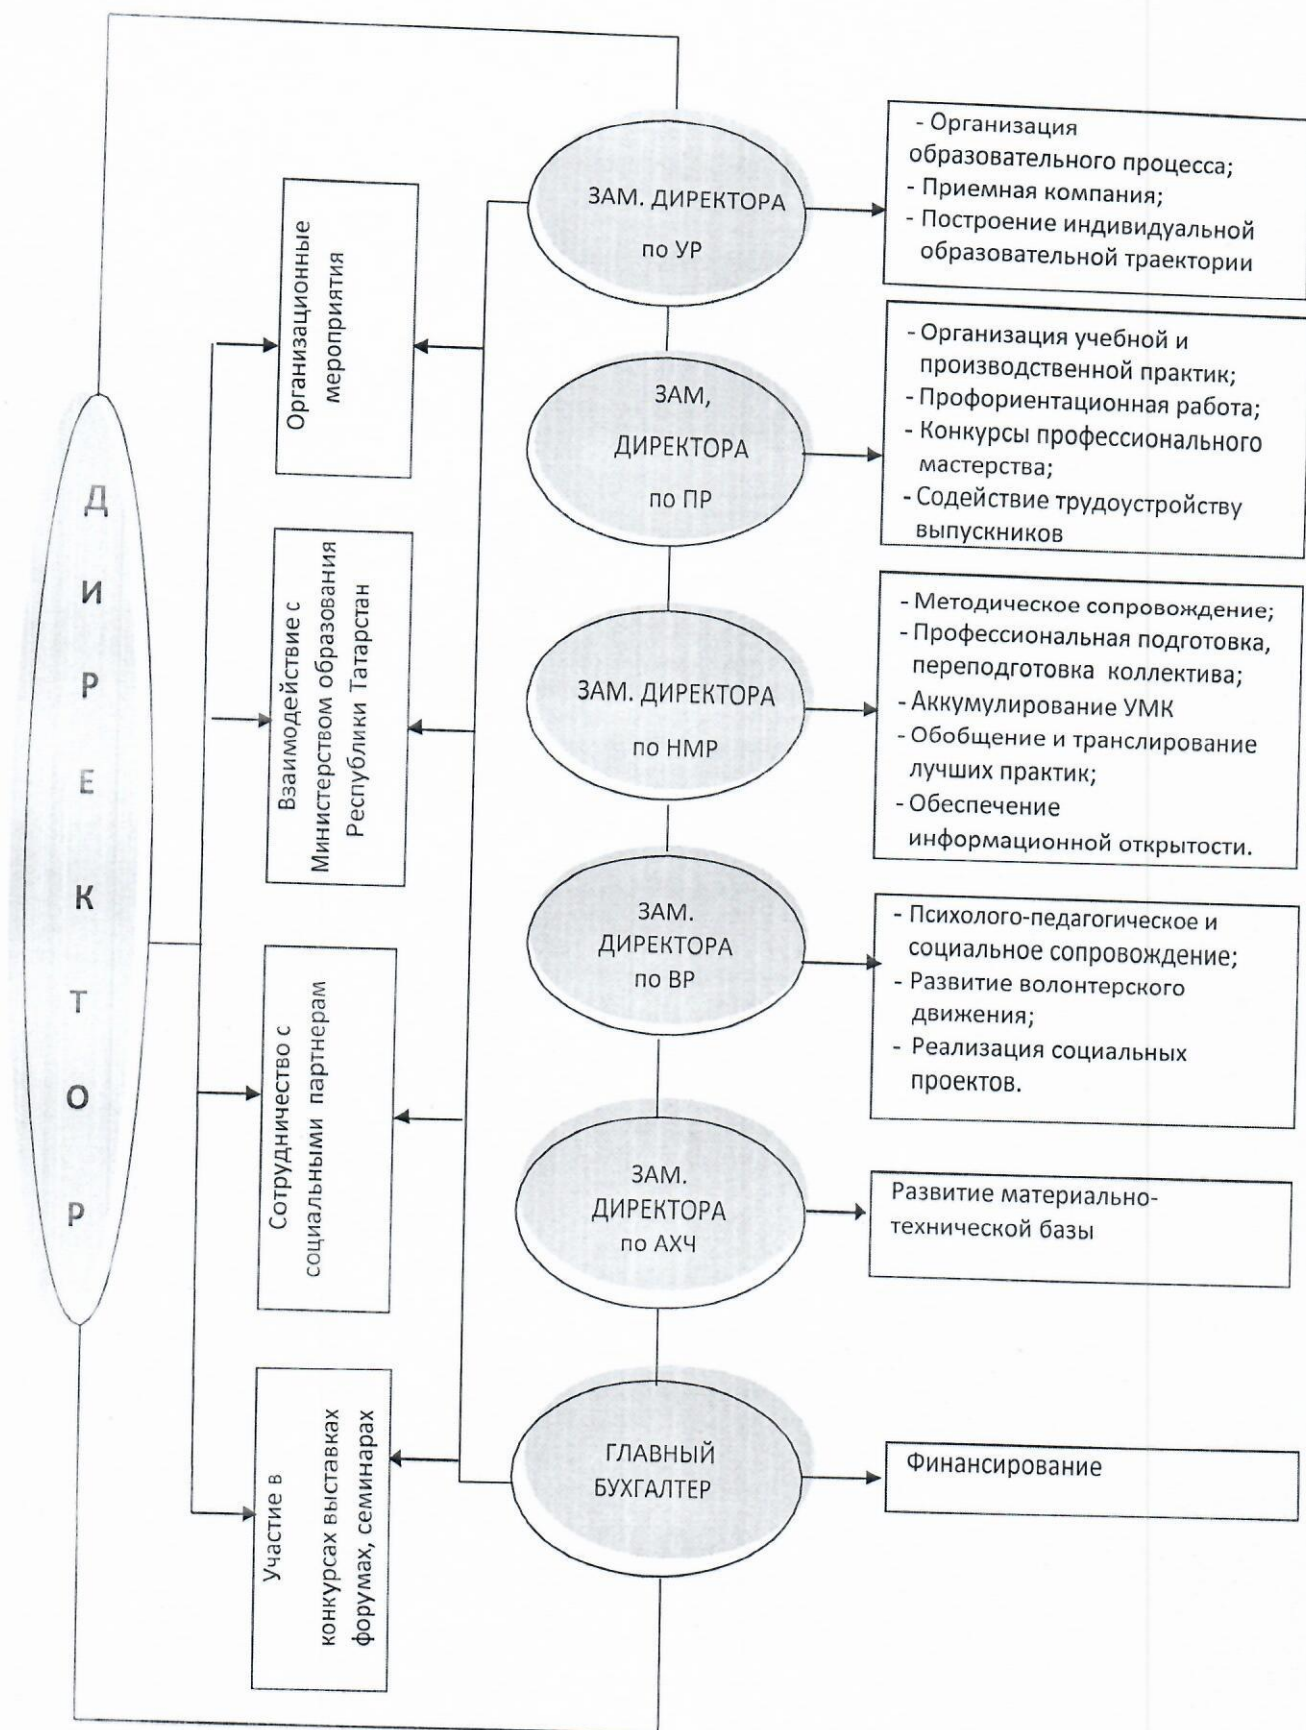 ДИРЕКТОР
Организационные
мероприятия
Взаимодействие с
Министерством образования
Республики Татарстан
Сотрудничество с
социальными партнерам
Участие в
конкурсах выставках
форумах, семинарах
ЗАМ. ДИРЕКТОРА
по УР
- Организация
образовательного процесса;
- Приемная компания;
- Построение индивидуальной
образовательной траектории
ЗАМ,
ДИРЕКТОРА
по ПР
- Организация учебной и
производственной практик;
- Профориентационная работа;
- Конкурсы профессионального
мастерства;
- Содействие трудоустройству
выпускников
ЗАМ. ДИРЕКТОРА
по НМР
- Методическое сопровождение;
- Профессиональная подготовка,
переподготовка коллектива;
- Аккумулирование УМК
- Обобщение и транслирование
лучших практик;
- Обеспечение
информационной открытости.
ЗАМ.
ДИРЕКТОРА
по ВР
- Психолого-педагогическое и
социальное сопровождение;
- Развитие волонтерского
движения;
- Реализация социальных
проектов.
ЗАМ.
ДИРЕКТОРА
по АХЧ
Развитие материально-
технической базы
ГЛАВНЫЙ
БУХГАЛТЕР
Финансирование